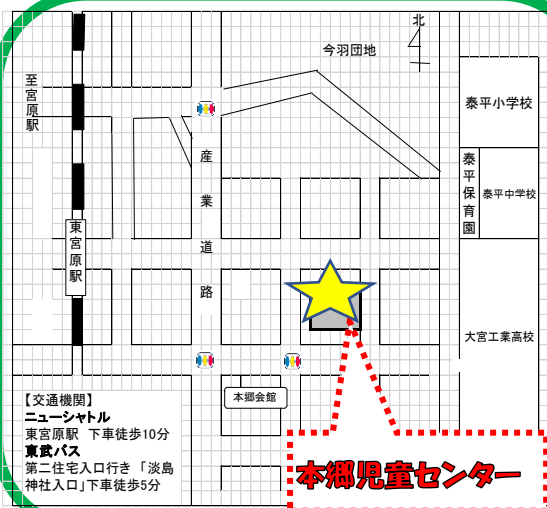 北
今羽団地
至宮原駅
泰平小学校
産業道路
泰平保育園
泰平中学校
東宮原駅
大宮工業高校
本郷会館
【交通機関】
ニューシャトル
東宮原駅 下車徒歩10分
東武バス
第二住宅入口行き 「淡島
神社入口」下車徒歩5分
本郷児童センター